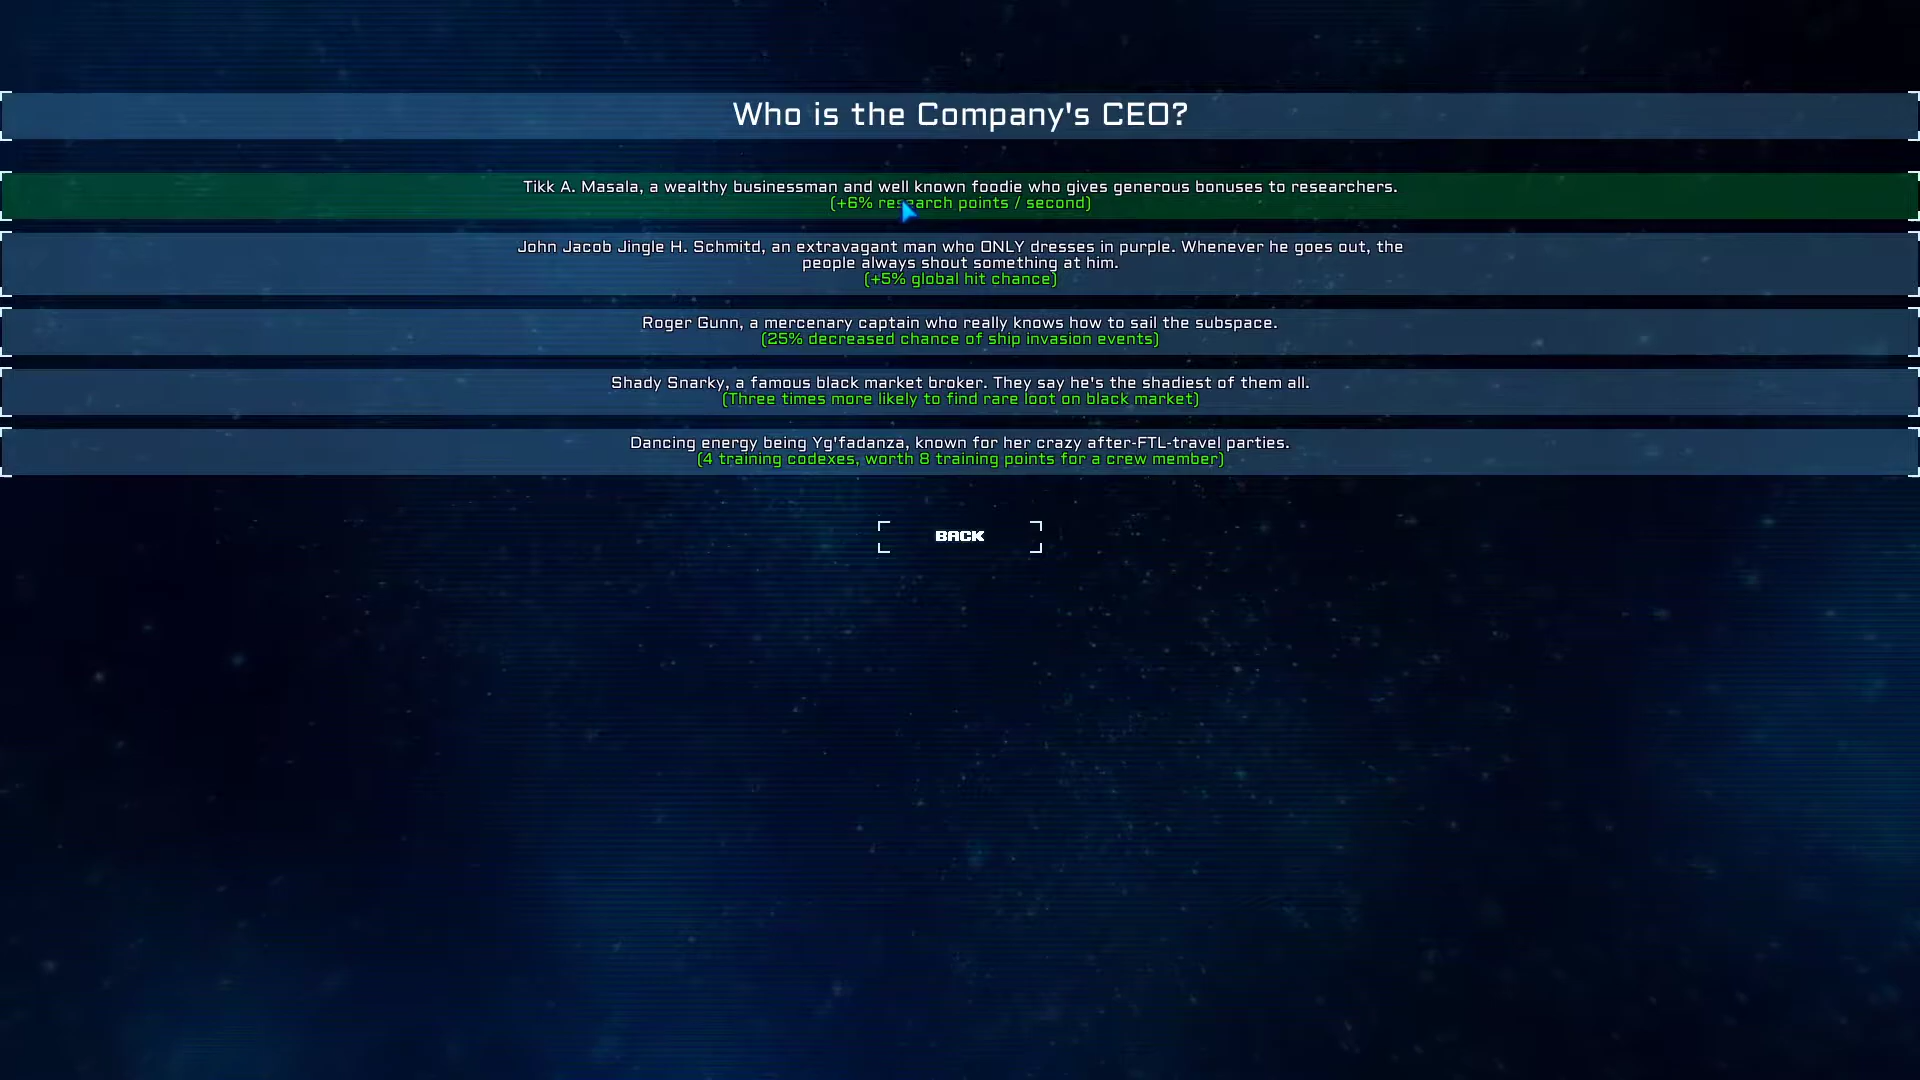 Who is the Company's CEO?
Tikk A. Masala, a wealthy businessman and well known foodie who gives generous bonuses to researchers.
(+6% research points / second)
John Jacob Jingle H. Schmitd, an extravagant man who ONLY dresses in purple. Whenever he goes out, the
people always shout something at him.
(+5% global hit chance)
Roger Gunn, a mercenary captain who really knows how to sail the subspace.
(25% decreased chance of ship invasion events)
Shady Snarky, a famous black market broker. They say he's the shadiest of them all.
(Three times more likely to find rare loot on black market)
Dancing energy being Yg'fadanza, known for her crazy after-FTL-travel parties.
(4 training codexes, worth 8 training points for a crew member)
BACK